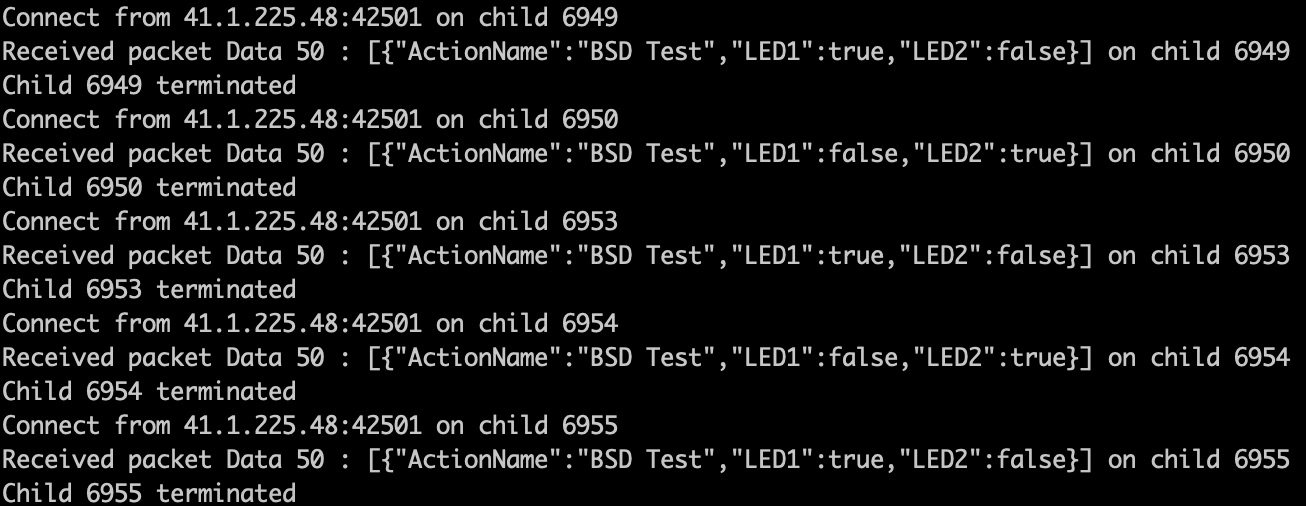 Connect from 41.1.225.48:42501 on child 6949
Received packet Data 50 : [{"ActionName":"BSD Test","LED1":true,"LED2":false}] on child 6949
Child 6949 terminated
Connect from 41.1.225.48:42501 on child 6950
Received packet Data 50 : [{"ActionName":"BSD Test","LED1":false,"LED2":true}] on child 6950
Child 6950 terminated
Connect from 41.1.225.48:42501 on child 6953
Received packet Data 50 : [{"ActionName":"BSD Test","LED1":true,"LED2":false}] on child 6953
Child 6953 terminated
Connect from 41.1.225.48:42501 on child 6954
Received packet Data 50 : [{"ActionName":"BSD Test","LED1":false,"LED2":true}] on child 6954
Child 6954 terminated
Connect from 41.1.225.48:42501 on child 6955
Received packet Data 50 : [{"ActionName":"BSD Test","LED1":true,"LED2":false}] on child 6955
Child 6955 terminated